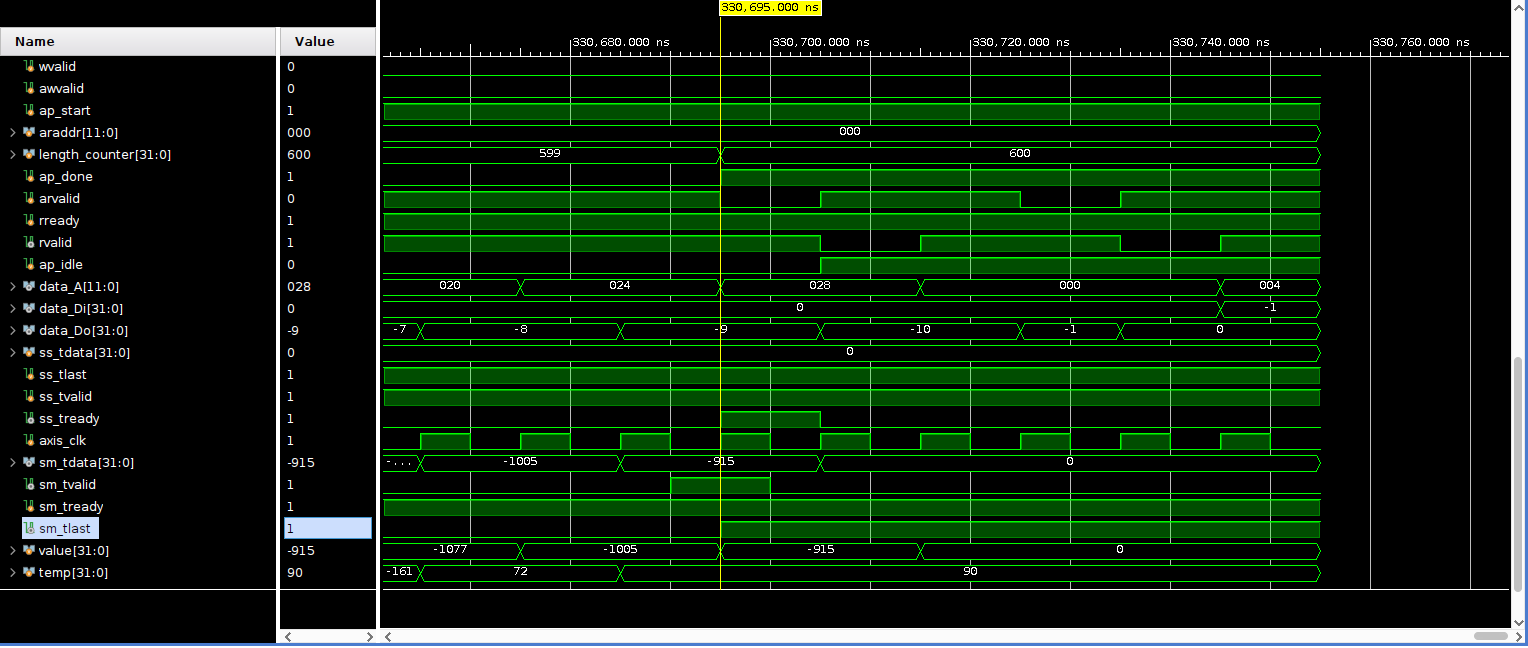 330,695.000 ns
Name Value
330,680.000 ns 330,700.000 ns 330,720.000 ns 330,740.000 ns 330,760.000 ns
wvalid 0
awvalid 0
ap_start 1
araddr[11:0] 000 000
length_counter[31:0] 600 599 600
ap_done 1
arvalid 0
rready 1
rvalid 1
ap_idle 0
data_A[11:0] 028 020 024 028 000 004
data_Di[31:0] 0 0 -1
data_Do[31:0] -9 -7 -8 -9 -10 -1 0
ss_tdata[31:0] 0 0
ss_tlast 1
ss_tvalid 1
ss_tready 1
axis_clk 1
sm_tdata[31:0] -915 -... -1005 -915 0
sm_tvalid 1
sm_tready 1
sm_tlast 1
value[31:0] -915 -1077 -1005 -915 0
temp[31:0] 90 -161 72 90